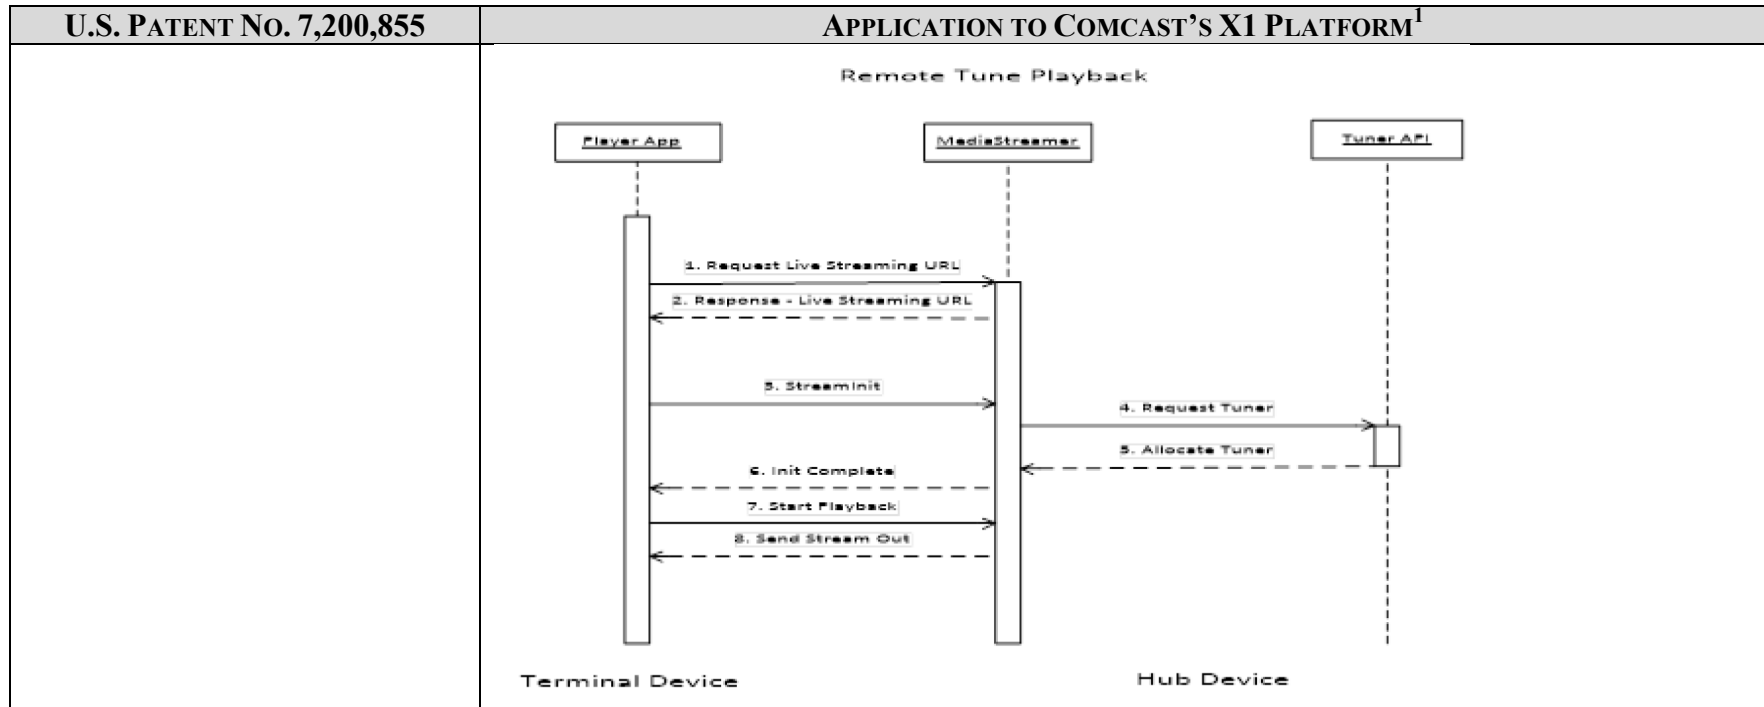 U.S. PATENT NO. 7,200,855
APPLICATION TO COMCAST'S X1 PLATFORM1
Remote Tune Playback
Player App
MediaStreamer
Tuner API
1. Request Live Streaming URL
2. Response - Live Streaming URL
3. StreamInit
4. Request Tuner
5. Allocate Tuner
6. Init Complete
7. Start Playback
8. Send Stream Out
Terminal Device
Hub Device